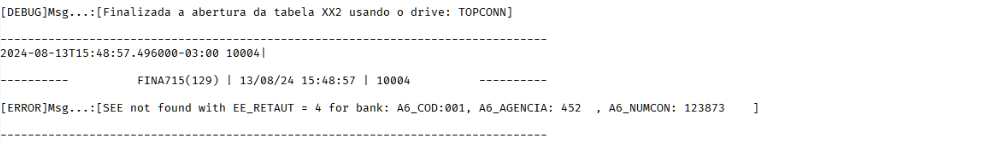 [DEBUG]Msg...:[Finalizada a abertura da tabela XX2 usando o drive: TOPCONN]
--------------------------------------------------------------------------------
2024-08-13T15:48:57.496000-03:00 10004|
----------          FINA715(129) | 13/08/24 15:48:57 | 10004          ----------
[ERROR]Msg...:[SEE not found with EE_RETAUT = 4 for bank: A6_COD:001, A6_AGENCIA: 452  , A6_NUMCON: 123873    ]
--------------------------------------------------------------------------------